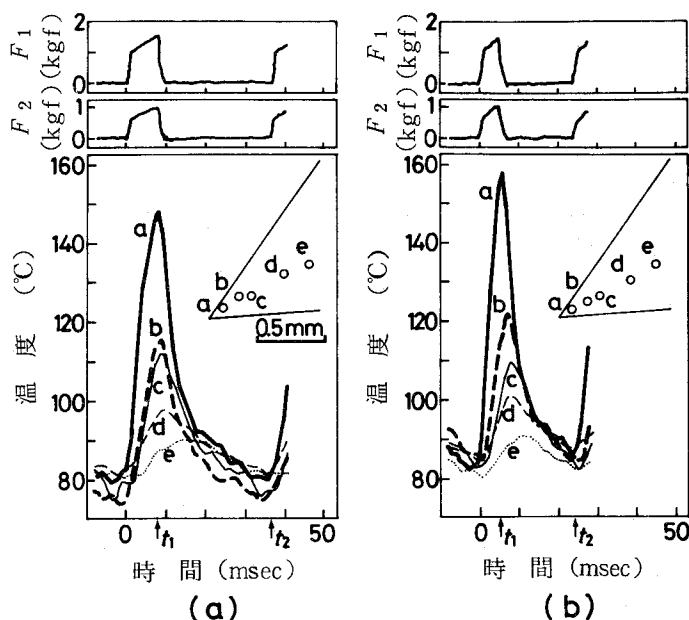 F1 (kgf) 2 0
F2 (kgf) 1 0
温度 (℃)
160
140
120
100
80
a
b
c
d
e
a
b
c
d
e
0.5mm
0 t1 t2 50
時間 (msec)
(a)
F1 (kgf) 2 0
F2 (kgf) 1 0
温度 (℃)
160
140
120
100
80
a
b
c
d
e
a
b
c
d
e
0 t1 t2 50
時間 (msec)
(b)